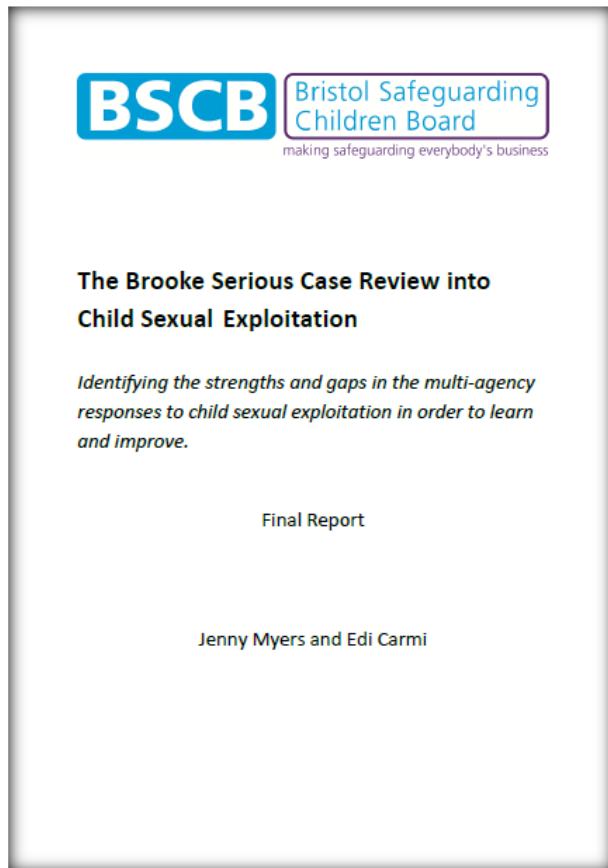 BSCB
Bristol Safeguarding
Children Board
making safeguarding everybody's business
The Brooke Serious Case Review into
Child Sexual Exploitation
Identifying the strengths and gaps in the multi-agency
responses to child sexual exploitation in order to learn
and improve.
Final Report
Jenny Myers and Edi Carmi